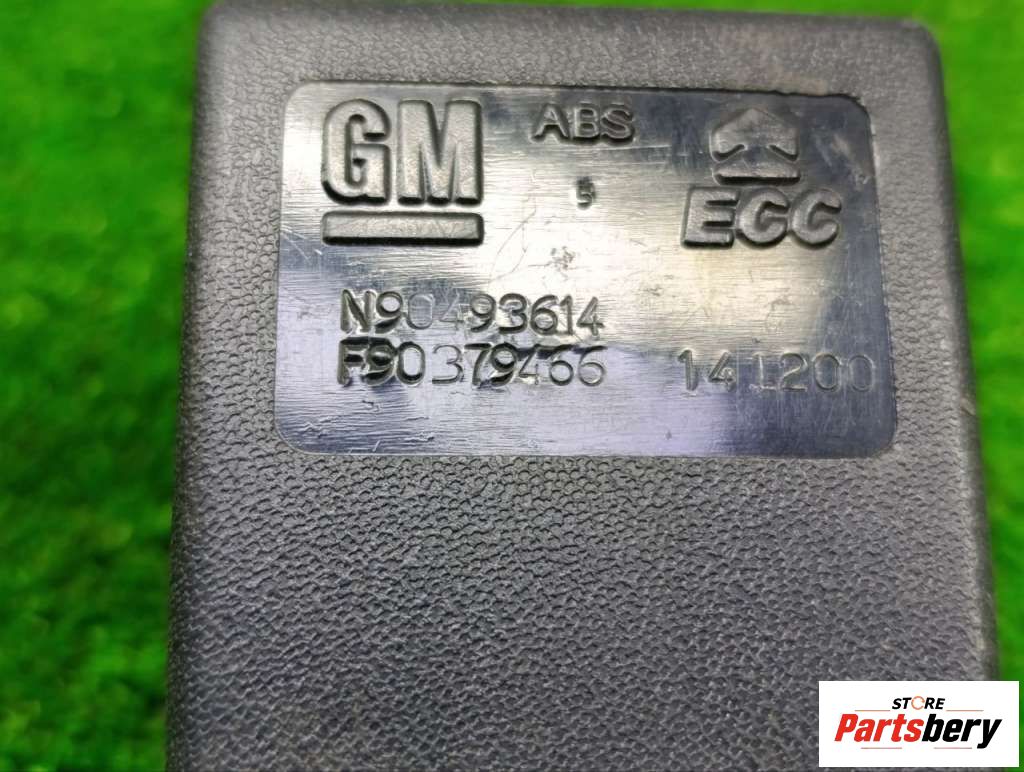 GM ABS
5 ECC
N90493614
F90379466 141200
STORE
Partsbery